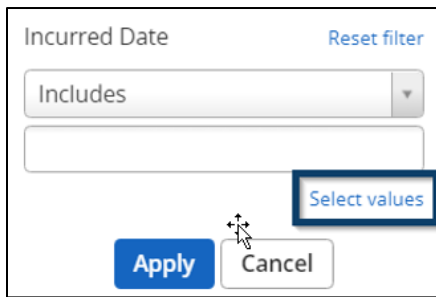 Incurred Date Reset filter
Includes
Select values
Apply Cancel